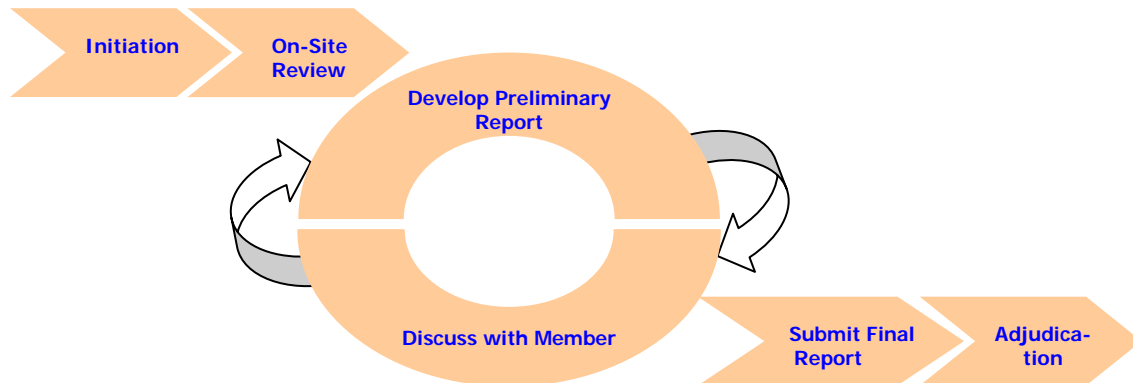 Initiation
On-Site
Review
Develop Preliminary
Report
Discuss with Member
Submit Final
Report
Adjudica-
tion